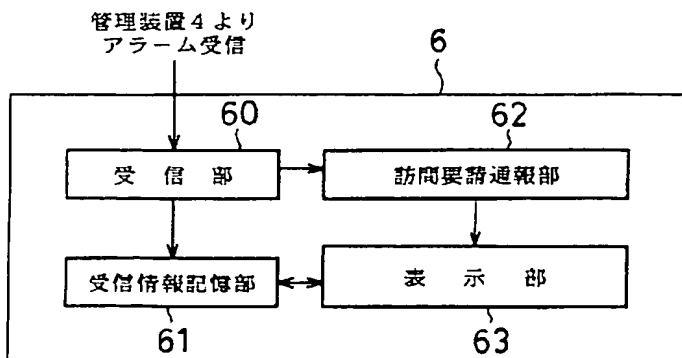 管理装置4より
アラーム受信
6
60
62
受信部
訪問要請通報部
受信情報記憶部
表示部
61
63